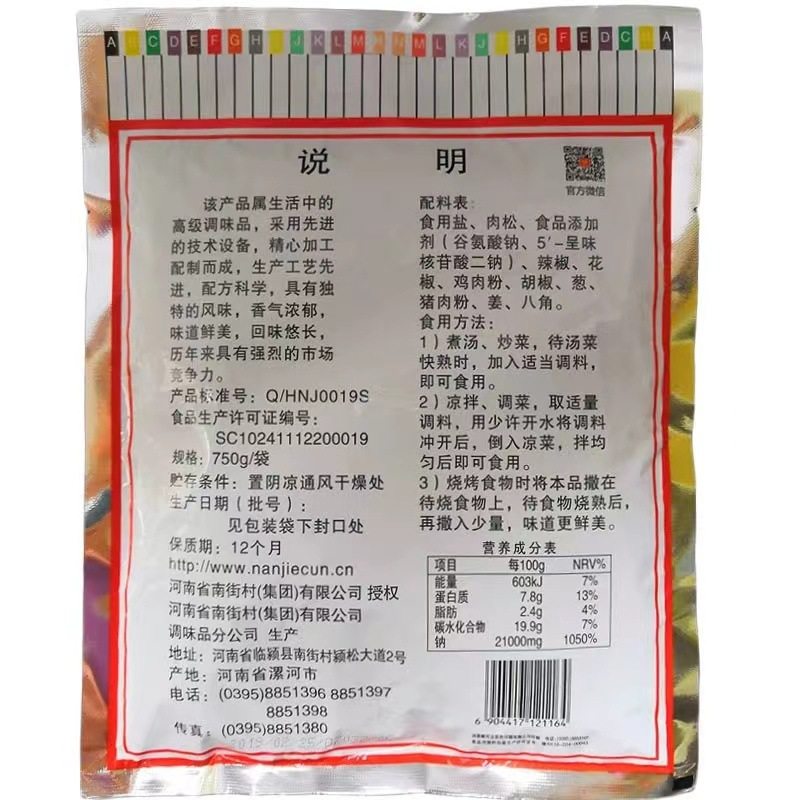 A B C D E F G H I J K L M N N M L K J I H G F E D C B A
说 明
官方微信
该产品属生活中的
高级调味品，采用先进
的技术设备，精心加工
配制而成，生产工艺先
进，配方科学，具有独
特的风味，香气浓郁，
味道鲜美，回味悠长，
历年来具有强烈的市场
竞争力。
产品标准号：Q/HNJ0019S
食品生产许可证编号：
SC10241112200019
规格：750g/袋
贮存条件：置阴凉通风干燥处
生产日期（批号）：
见包装袋下封口处
保质期：12个月
http://www.nanjiecun.cn
河南省南街村(集团)有限公司 授权
河南省南街村(集团)有限公司
调味品分公司 生产
地址：河南省临颍县南街村颍松大道2号
产地：河南省漯河市
电话：(0395)8851396 8851397
8851398
传真：(0395)8851380
配料表：
食用盐、肉松、食品添加
剂（谷氨酸钠、5′-呈味
核苷酸二钠）、辣椒、花
椒、鸡肉粉、胡椒、葱、
猪肉粉、姜、八角。
食用方法：
1）煮汤、炒菜，待汤菜
快熟时，加入适当调料，
即可食用。
2）凉拌、调菜，取适量
调料，用少许开水将调料
冲开后，倒入凉菜，拌均
匀后即可食用。
3）烧烤食物时将本品撒在
待烧食物上，待食物烧熟后，
再撒入少量，味道更鲜美。
营养成分表
项目 每100g NRV%
能量 603kJ 7%
蛋白质 7.8g 13%
脂肪 2.4g 4%
碳水化合物 19.9g 7%
钠 21000mg 1050%
6 904417 121164